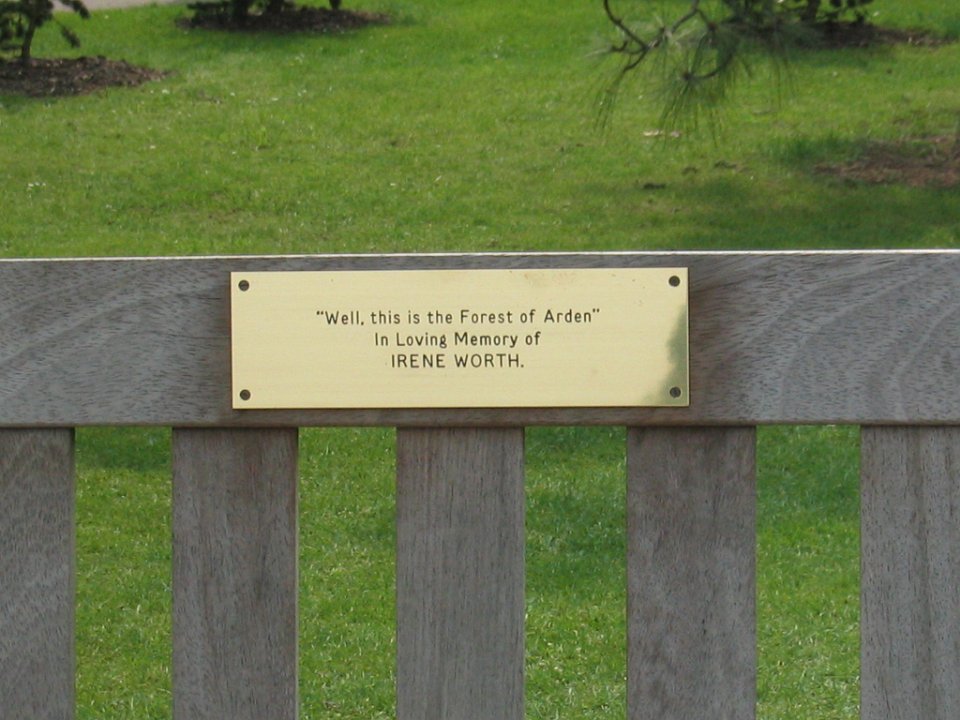 "Well, this is the Forest of Arden"
In Loving Memory of
IRENE WORTH.